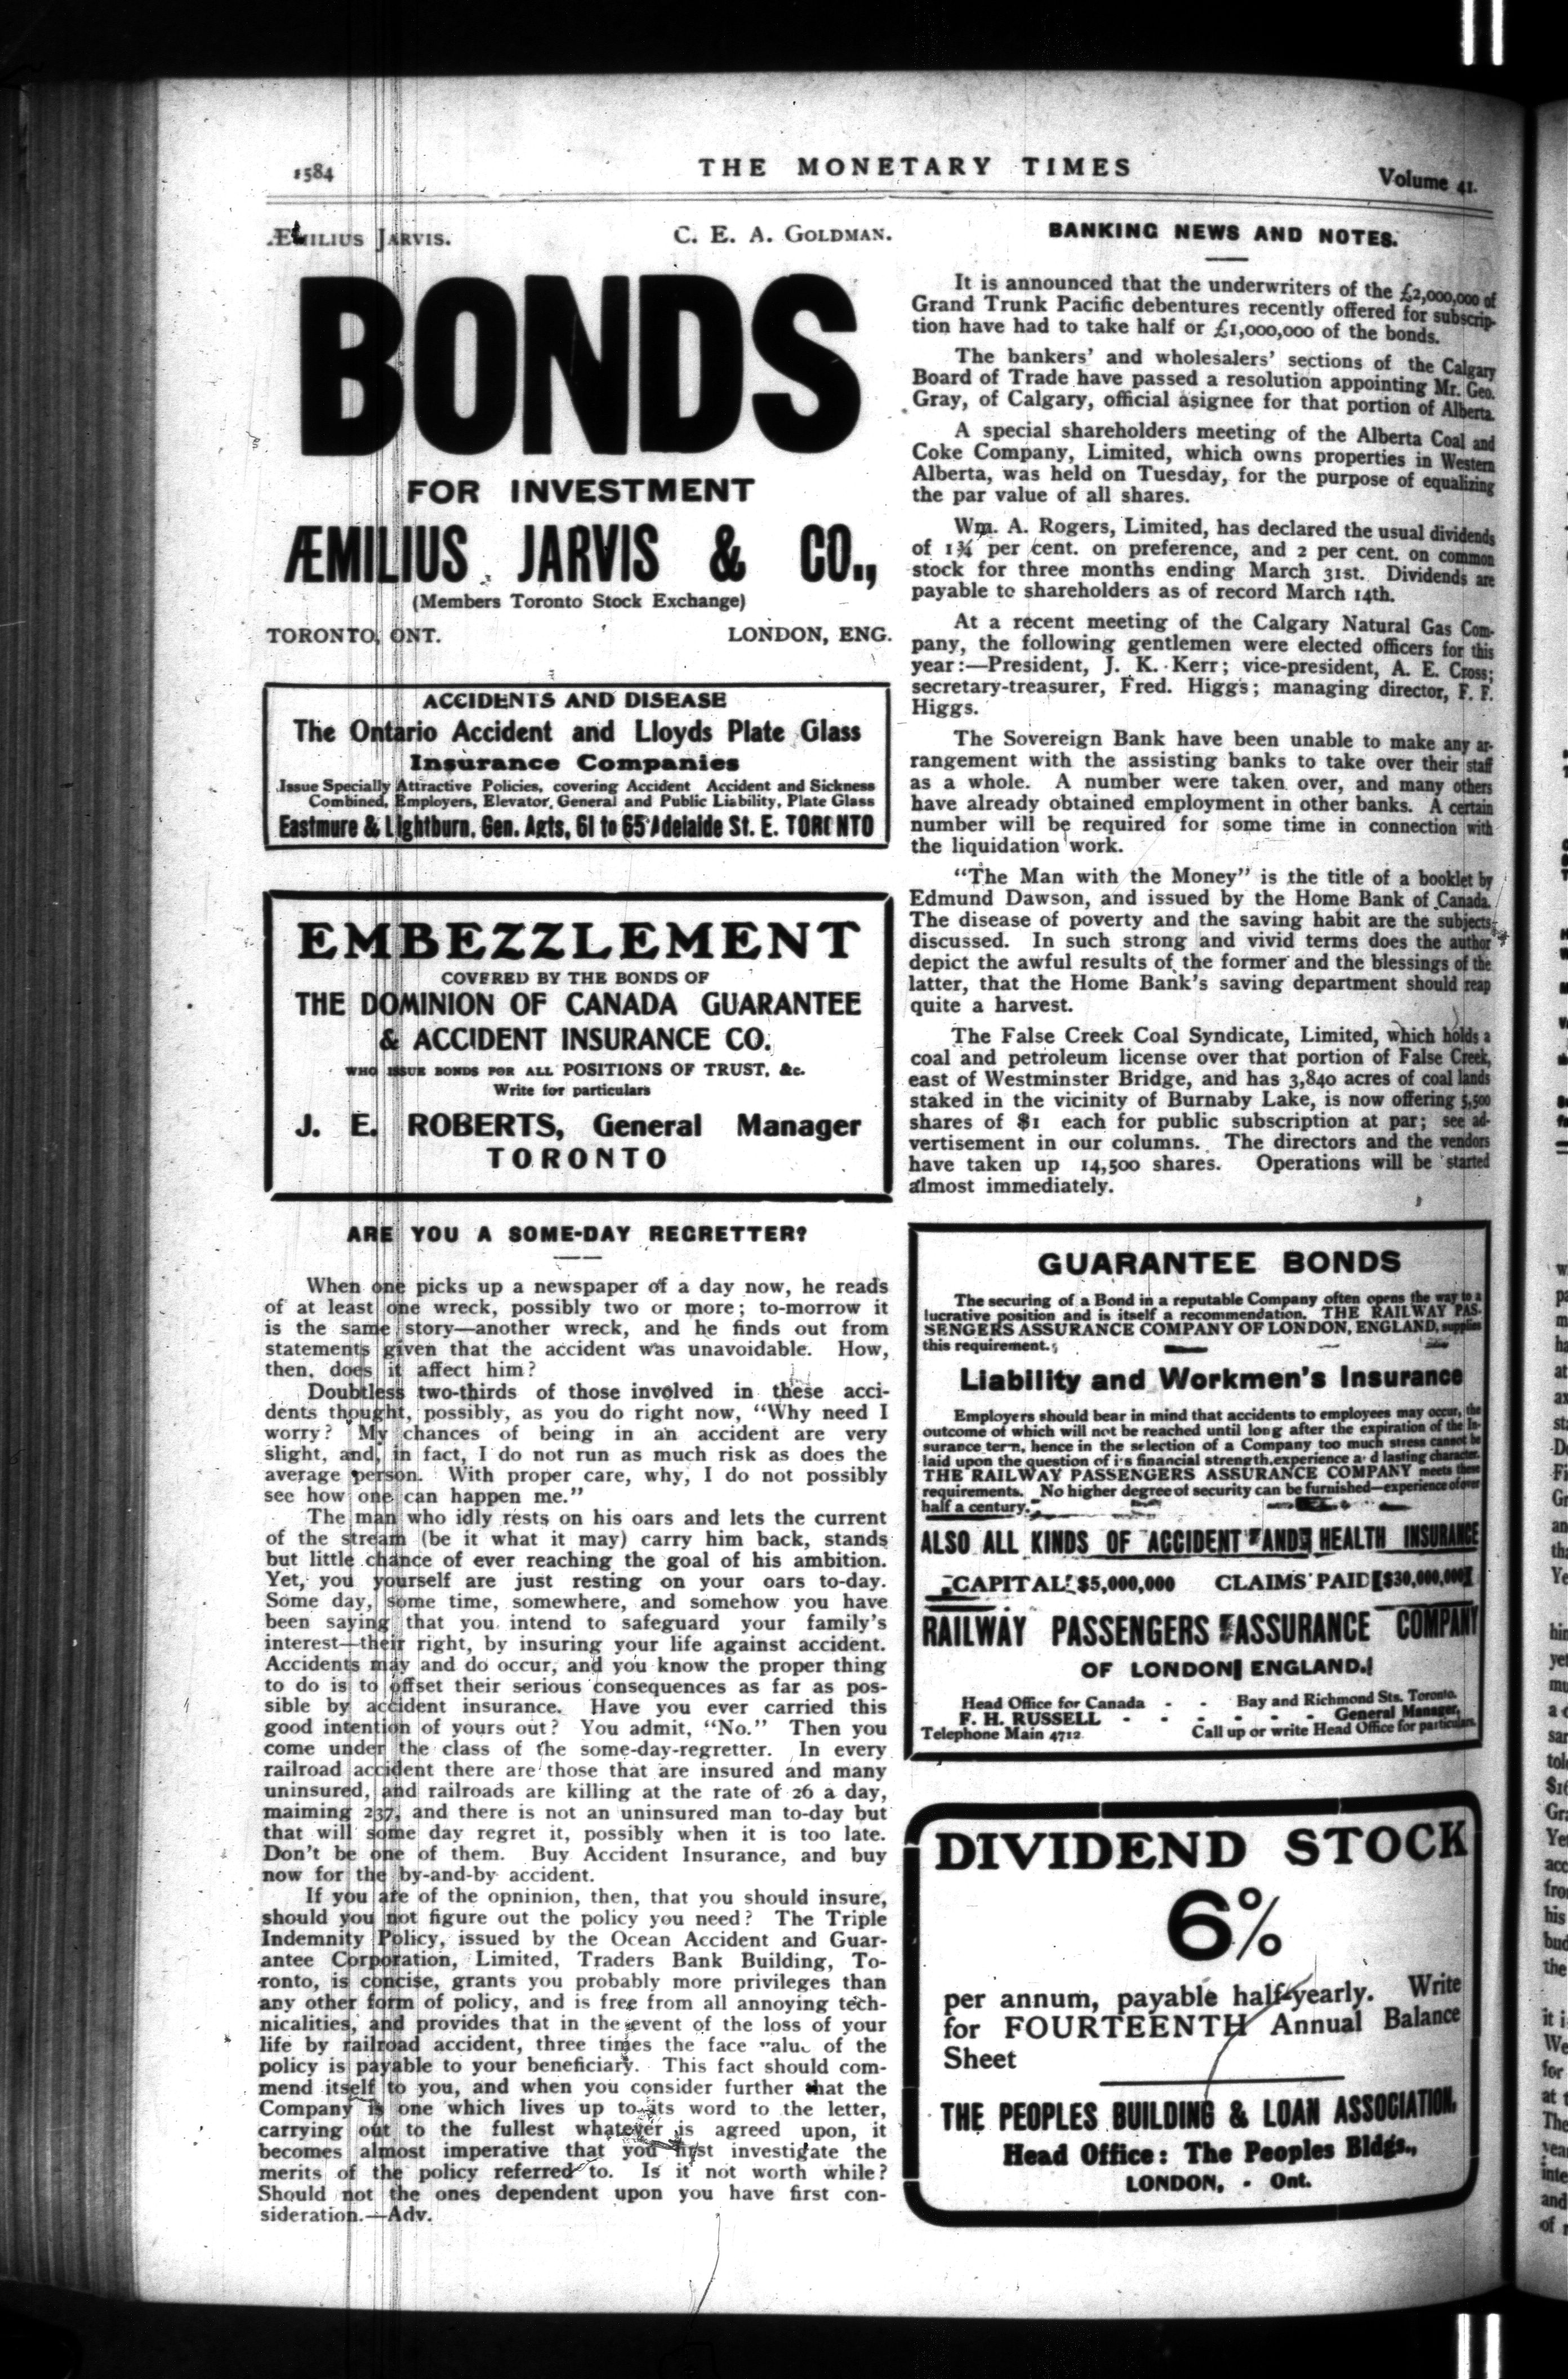 1584
THE MONETARY TIMES
Volume 41.
ÆMILIUS JARVIS.
C. E. A. GOLDMAN.
BONDS
FOR INVESTMENT
ÆMILIUS JARVIS & CO.,
(Members Toronto Stock Exchange)
TORONTO, ONT.
LONDON, ENG.
ACCIDENTS AND DISEASE
The Ontario Accident and Lloyds Plate Glass
Insurance Companies
Issue Specially Attractive Policies, covering Accident Accident and Sickness
Combined, Employers, Elevator, General and Public Liability, Plate Glass
Eastmure & Lightburn, Gen. Agts, 61 to 65 Adelaide St. E. TORONTO
EMBEZZLEMENT
COVERED BY THE BONDS OF
THE DOMINION OF CANADA GUARANTEE
& ACCIDENT INSURANCE CO.
WHO ISSUE BONDS FOR ALL POSITIONS OF TRUST, &c.
Write for particulars
J. E. ROBERTS, General Manager
TORONTO
ARE YOU A SOME-DAY REGRETTER?
When one picks up a newspaper of a day now, he reads
of at least one wreck, possibly two or more; to-morrow it
is the same story—another wreck, and he finds out from
statements given that the accident was unavoidable. How,
then, does it affect him?
Doubtless two-thirds of those involved in these acci-
dents thought, possibly, as you do right now, "Why need I
worry? My chances of being in an accident are very
slight, and, in fact, I do not run as much risk as does the
average person. With proper care, why, I do not possibly
see how one can happen me."
The man who idly rests on his oars and lets the current
of the stream (be it what it may) carry him back, stands
but little chance of ever reaching the goal of his ambition.
Yet, you yourself are just resting on your oars to-day.
Some day, some time, somewhere, and somehow you have
been saying that you intend to safeguard your family's
interest—their right, by insuring your life against accident.
Accidents may and do occur, and you know the proper thing
to do is to offset their serious consequences as far as pos-
sible by accident insurance. Have you ever carried this
good intention of yours out? You admit, "No." Then you
come under the class of the some-day-regretter. In every
railroad accident there are those that are insured and many
uninsured, and railroads are killing at the rate of 26 a day,
maiming 237, and there is not an uninsured man to-day but
that will some day regret it, possibly when it is too late.
Don't be one of them. Buy Accident Insurance, and buy
now for the by-and-by accident.
If you are of the opninion, then, that you should insure,
should you not figure out the policy you need? The Triple
Indemnity Policy, issued by the Ocean Accident and Guar-
antee Corporation, Limited, Traders Bank Building, To-
ronto, is concise, grants you probably more privileges than
any other form of policy, and is free from all annoying tech-
nicalities, and provides that in the event of the loss of your
life by railroad accident, three times the face value of the
policy is payable to your beneficiary. This fact should com-
mend itself to you, and when you consider further that the
Company is one which lives up to its word to the letter,
carrying out to the fullest whatever is agreed upon, it
becomes almost imperative that you first investigate the
merits of the policy referred to. Is it not worth while?
Should not the ones dependent upon you have first con-
sideration.—Adv.
BANKING NEWS AND NOTES.
It is announced that the underwriters of the £2,000,000 of
Grand Trunk Pacific debentures recently offered for subscrip-
tion have had to take half or £1,000,000 of the bonds.
The bankers' and wholesalers' sections of the Calgary
Board of Trade have passed a resolution appointing Mr. Geo.
Gray, of Calgary, official asignee for that portion of Alberta.
A special shareholders meeting of the Alberta Coal and
Coke Company, Limited, which owns properties in Western
Alberta, was held on Tuesday, for the purpose of equalizing
the par value of all shares.
Wm. A. Rogers, Limited, has declared the usual dividends
of 1¾ per cent. on preference, and 2 per cent. on common
stock for three months ending March 31st. Dividends are
payable to shareholders as of record March 14th.
At a recent meeting of the Calgary Natural Gas Com-
pany, the following gentlemen were elected officers for this
year:—President, J. K. Kerr; vice-president, A. E. Cross;
secretary-treasurer, Fred. Higgs; managing director, F. F.
Higgs.
The Sovereign Bank have been unable to make any ar-
rangement with the assisting banks to take over their staff
as a whole. A number were taken over, and many others
have already obtained employment in other banks. A certain
number will be required for some time in connection with
the liquidation work.
"The Man with the Money" is the title of a booklet by
Edmund Dawson, and issued by the Home Bank of Canada.
The disease of poverty and the saving habit are the subjects
discussed. In such strong and vivid terms does the author
depict the awful results of the former and the blessings of the
latter, that the Home Bank's saving department should reap
quite a harvest.
The False Creek Coal Syndicate, Limited, which holds a
coal and petroleum license over that portion of False Creek,
east of Westminster Bridge, and has 3,840 acres of coal lands
staked in the vicinity of Burnaby Lake, is now offering 5,500
shares of $1 each for public subscription at par; see ad-
vertisement in our columns. The directors and the vendors
have taken up 14,500 shares. Operations will be started
almost immediately.
GUARANTEE BONDS
The securing of a Bond in a reputable Company often opens the way to a
lucrative position and is itself a recommendation. THE RAILWAY PAS-
SENGERS ASSURANCE COMPANY OF LONDON, ENGLAND, supplies
this requirement.
Liability and Workmen's Insurance
Employers should bear in mind that accidents to employees may occur, the
outcome of which will not be reached until long after the expiration of the In-
surance term, hence in the selection of a Company too much stress cannot be
laid upon the question of its financial strength, experience and lasting character.
THE RAILWAY PASSENGERS ASSURANCE COMPANY meets these
requirements. No higher degree of security can be furnished—experience of over
half a century.
ALSO ALL KINDS OF ACCIDENT AND HEALTH INSURANCE
CAPITAL $5,000,000 CLAIMS PAID $30,000,000
RAILWAY PASSENGERS ASSURANCE COMPANY
OF LONDON ENGLAND.
Head Office for Canada - - Bay and Richmond Sts. Toronto.
F. H. RUSSELL - - - - - - General Manager,
Telephone Main 4712 Call up or write Head Office for particulars.
DIVIDEND STOCK
6%
per annum, payable half-yearly. Write
for FOURTEENTH Annual Balance
Sheet
THE PEOPLES BUILDING & LOAN ASSOCIATION,
Head Office: The Peoples Bldgs.,
LONDON, - Ont.